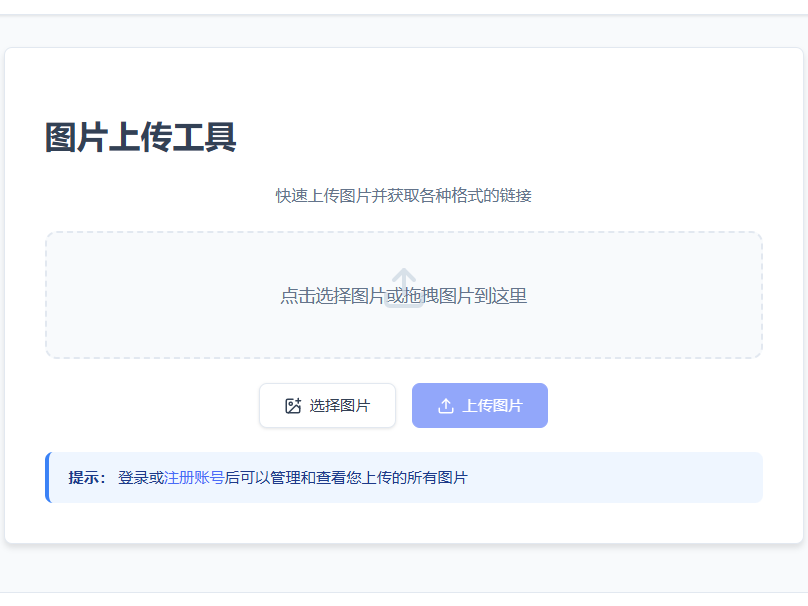 图片上传工具
快速上传图片并获取各种格式的链接
点击选择图片或拖拽图片到这里
选择图片
上传图片
提示： 登录或注册账号后可以管理和查看您上传的所有图片